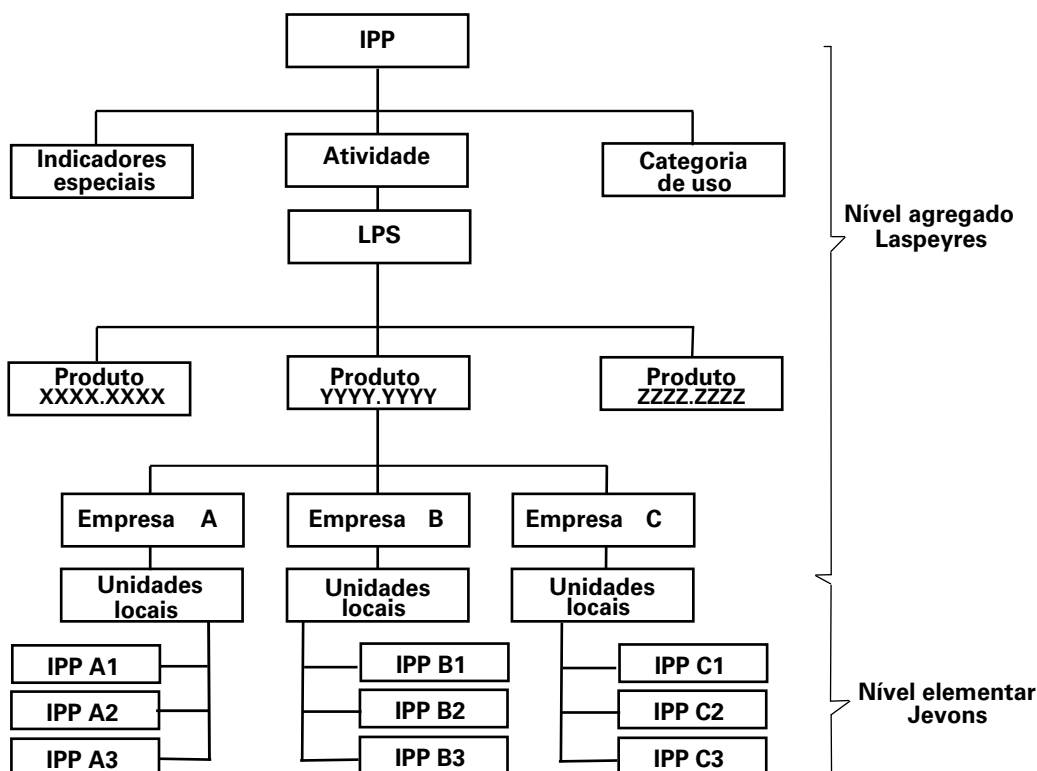 IPP
Indicadores
especiais
Atividade
Categoria
de uso
LPS
Nível agregado
Laspeyres
Produto
XXXX.XXXX
Produto
YYYY.YYYY
Produto
ZZZZ.ZZZZ
Empresa A
Empresa B
Empresa C
Unidades
locais
Unidades
locais
Unidades
locais
IPP A1
IPP B1
IPP C1
IPP A2
IPP B2
IPP C2
IPP A3
IPP B3
IPP C3
Nível elementar
Jevons